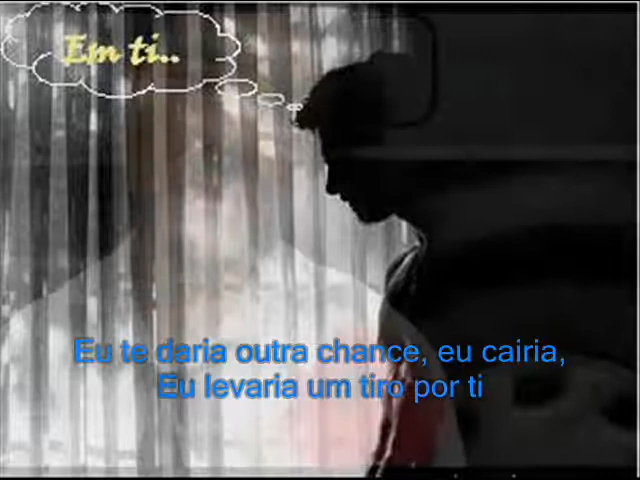 Em ti..
Eu te daria outra chance, eu cairia,
Eu levaria um tiro por ti